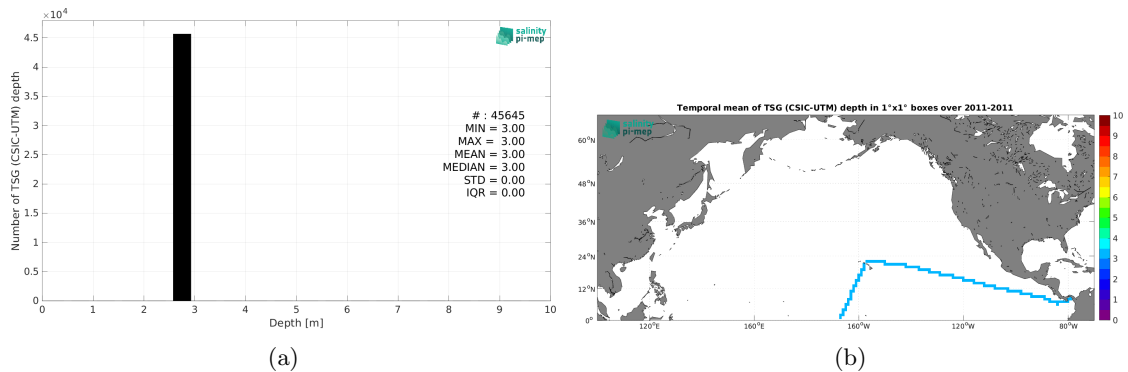 ×10⁴
4.5
4
3.5
3
2.5
2
1.5
1
0.5
0
Number of TSG (CSIC-UTM) depth
0 1 2 3 4 5 6 7 8 9 10
Depth [m]
salinity
pi-mep
# : 45645
MIN = 3.00
MAX = 3.00
MEAN = 3.00
MEDIAN = 3.00
STD = 0.00
IQR = 0.00
(a)
Temporal mean of TSG (CSIC-UTM) depth in 1°x1° boxes over 2011-2011
salinity
pi-mep
60°N
48°N
36°N
24°N
12°N
0°
120°E 160°E 160°W 120°W 80°W
10
9
8
7
6
5
4
3
2
1
0
(b)